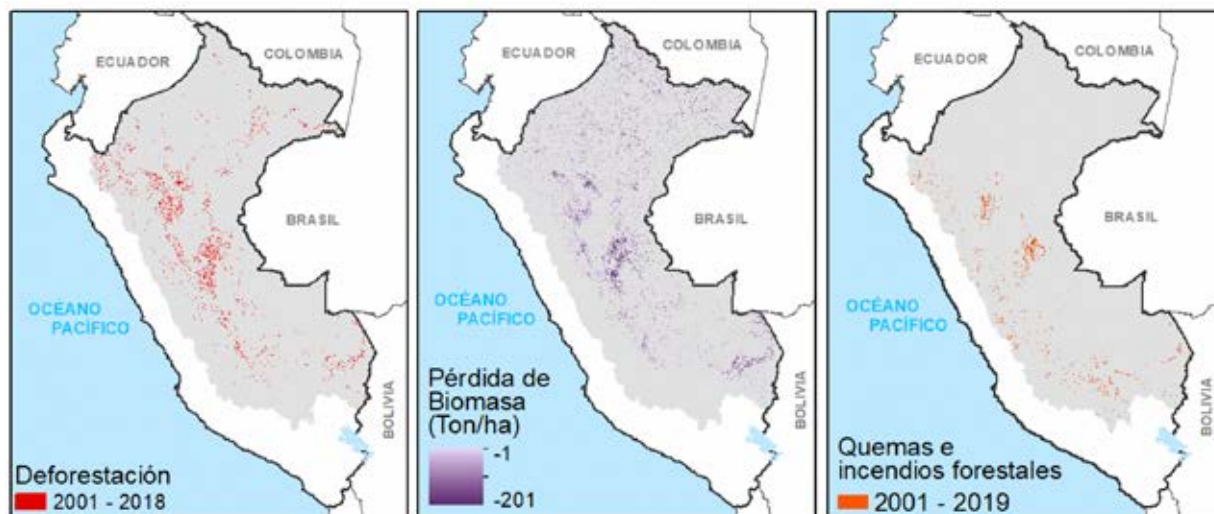 ECUADOR
COLOMBIA
BRASIL
OCÉANO
PACÍFICO
BOLIVIA
Deforestación
2001 - 2018
ECUADOR
COLOMBIA
BRASIL
OCÉANO
PACÍFICO
BOLIVIA
Pérdida de
Biomasa
(Ton/ha)
-1
-201
ECUADOR
COLOMBIA
BRASIL
OCÉANO
PACÍFICO
BOLIVIA
Quemas e
incendios forestales
2001 - 2019